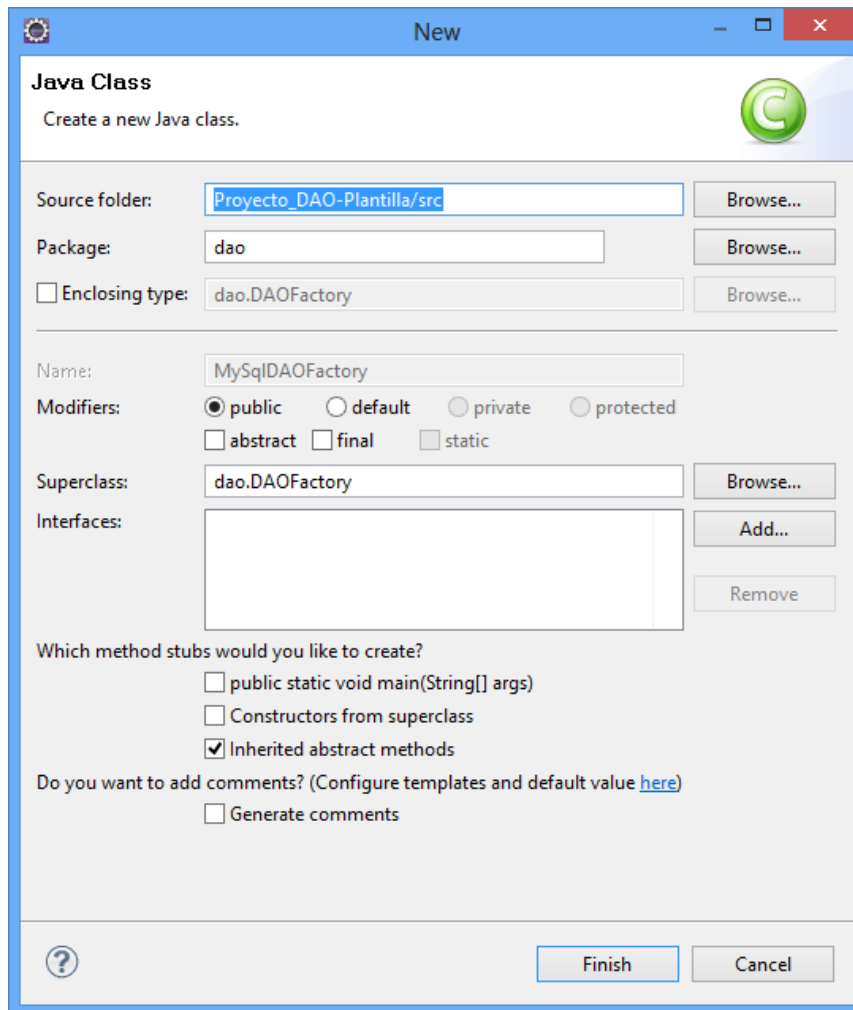 New
Java Class
Create a new Java class.
Source folder: Proyecto_DAO-Plantilla/src Browse...
Package: dao Browse...
Enclosing type: dao.DAOFactory Browse...
Name: MySqlDAOFactory
Modifiers: public default private protected
abstract final static
Superclass: dao.DAOFactory Browse...
Interfaces: Add...
Remove
Which method stubs would you like to create?
public static void main(String[] args)
Constructors from superclass
Inherited abstract methods
Do you want to add comments? (Configure templates and default value here)
Generate comments
? Finish Cancel